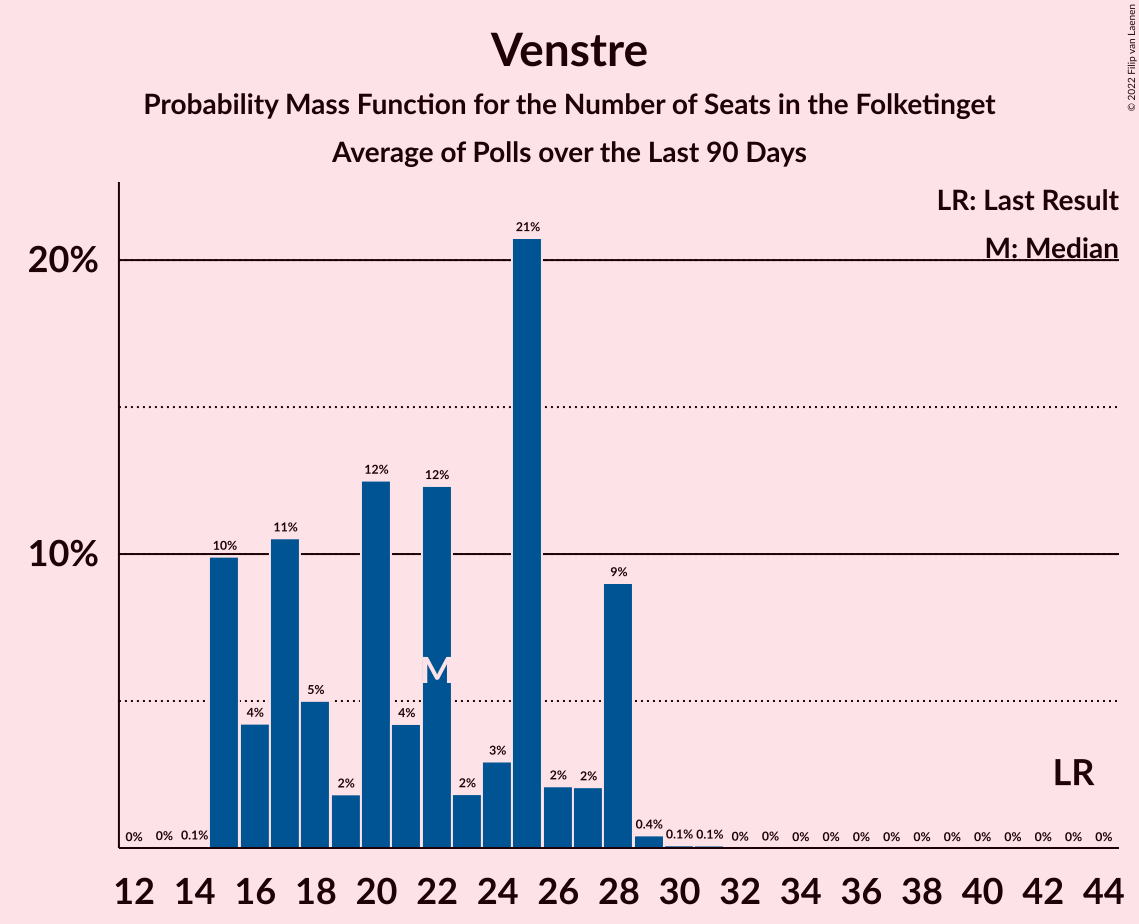 Venstre
Probability Mass Function for the Number of Seats in the Folketinget
Average of Polls over the Last 90 Days
© 2022 Filip van Laenen
LR: Last Result
M: Median
20%
10%
0% 0% 0.1% 10% 4% 11% 5% 2% 12% 4% 12% 2% 3% 21% 2% 2% 9% 0.4% 0.1% 0.1% 0% 0% 0% 0% 0% 0% 0% 0% 0% 0% 0% 0% 0%
M
LR
12 14 16 18 20 22 24 26 28 30 32 34 36 38 40 42 44